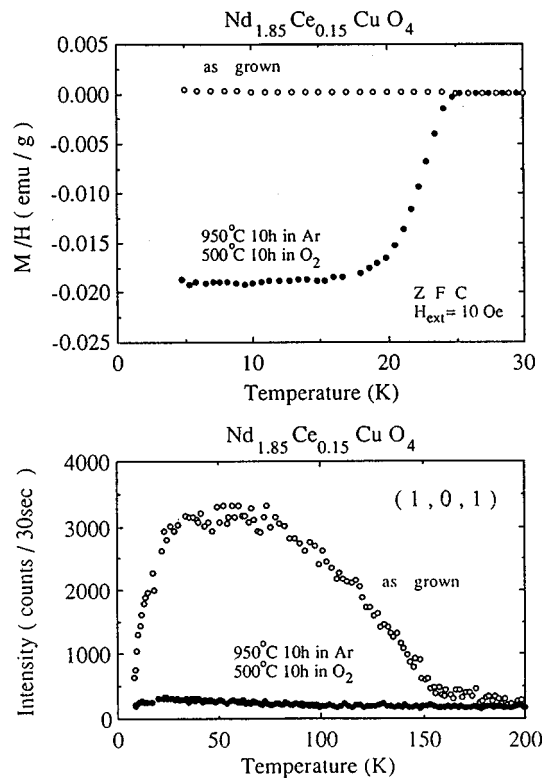 Nd1.85Ce0.15CuO4
0.005
as grown
0.000
-0.005
-0.010
-0.015
-0.020
-0.025
M/H ( emu / g )
950°C 10h in Ar
500°C 10h in O2
Z F C
Hext= 10 Oe
0 10 20 30
Temperature (K)
Nd1.85Ce0.15CuO4
4000
( 1 , 0 , 1 )
3000
2000
1000
0
Intensity ( counts / 30sec )
as grown
950°C 10h in Ar
500°C 10h in O2
0 50 100 150 200
Temperature (K)